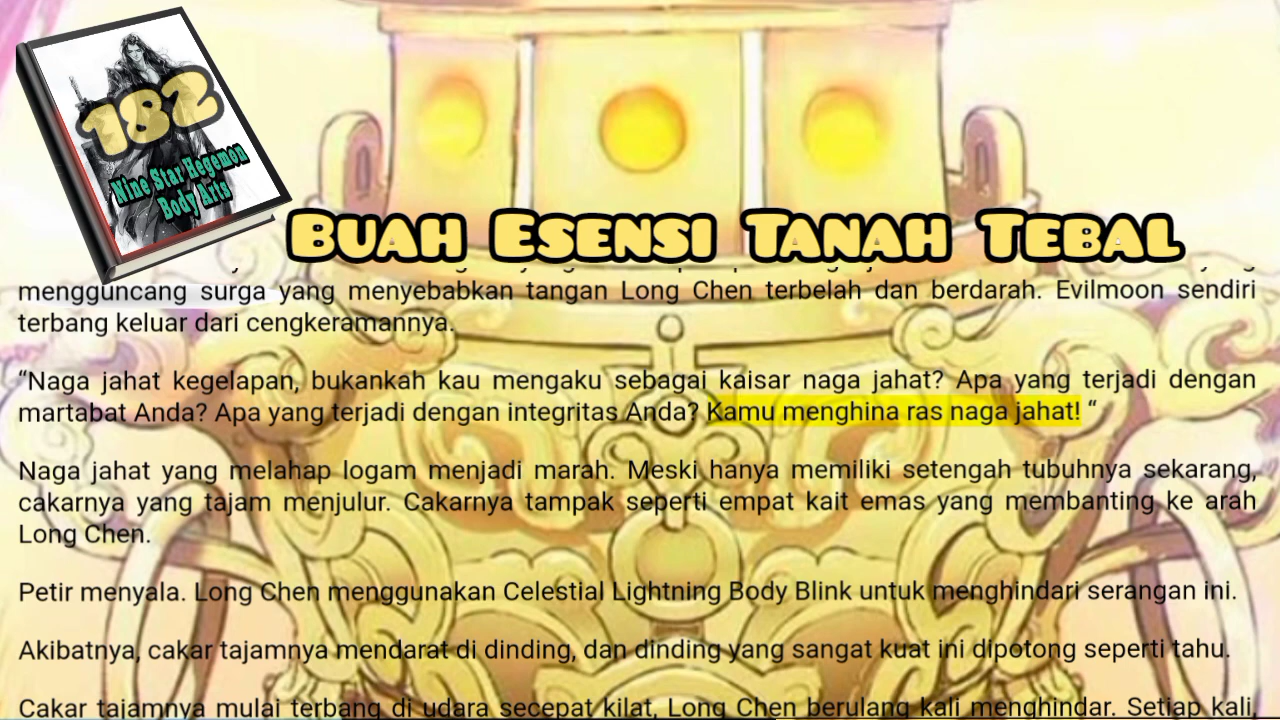 182
Nine Star Hegemon
Body Arts
BUAH ESENSI TANAH TEBAL
mengguncang surga yang menyebabkan tangan Long Chen terbelah dan berdarah. Evilmoon sendiri
terbang keluar dari cengkeramannya.
“Naga jahat kegelapan, bukankah kau mengaku sebagai kaisar naga jahat? Apa yang terjadi dengan
martabat Anda? Apa yang terjadi dengan integritas Anda? Kamu menghina ras naga jahat! “
Naga jahat yang melahap logam menjadi marah. Meski hanya memiliki setengah tubuhnya sekarang,
cakarnya yang tajam menjulur. Cakarnya tampak seperti empat kait emas yang membanting ke arah
Long Chen.
Petir menyala. Long Chen menggunakan Celestial Lightning Body Blink untuk menghindari serangan ini.
Akibatnya, cakar tajamnya mendarat di dinding, dan dinding yang sangat kuat ini dipotong seperti tahu.
Cakar tajamnya mulai terbang di udara secepat kilat, Long Chen berulang kali menghindar. Setiap kali,